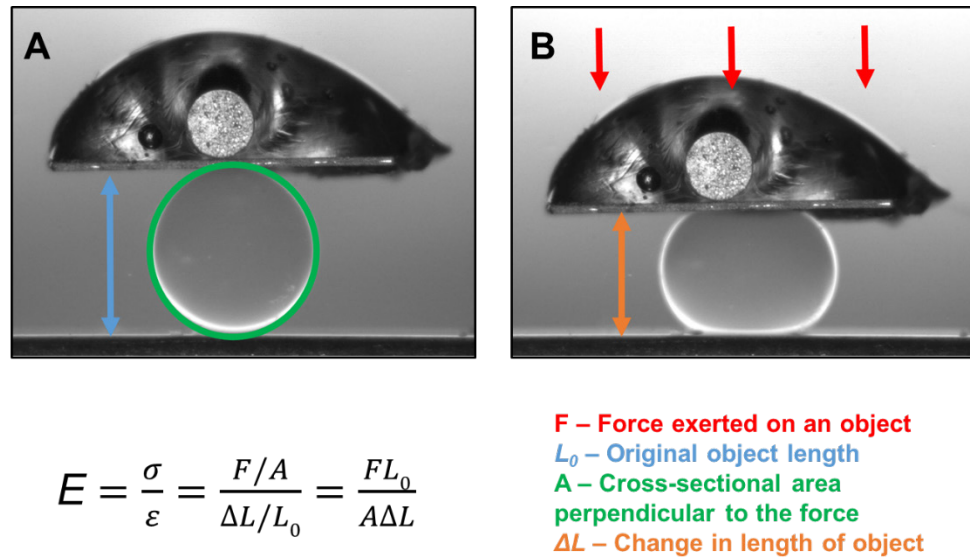 A
B
E = σ/ε = (F/A)/(ΔL/L₀) = FL₀/AΔL
F – Force exerted on an object
L₀ – Original object length
A – Cross-sectional area
perpendicular to the force
ΔL – Change in length of object